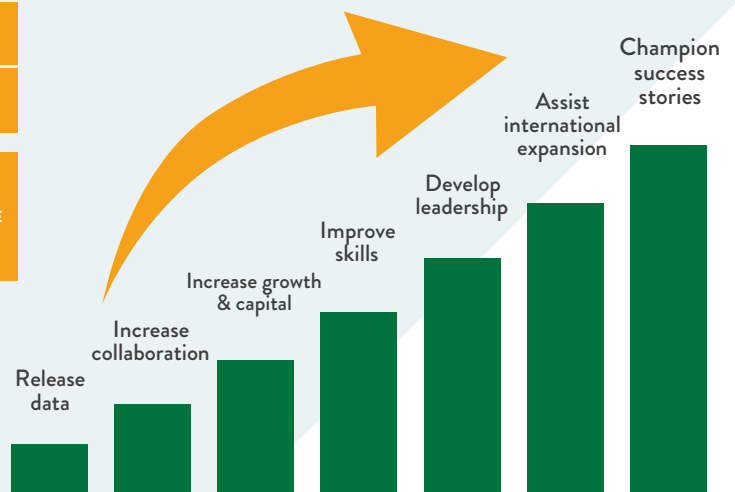 Champion
success
stories
Assist
international
expansion
Develop
leadership
Improve
skills
Increase growth
& capital
Increase
collaboration
Release
data
E